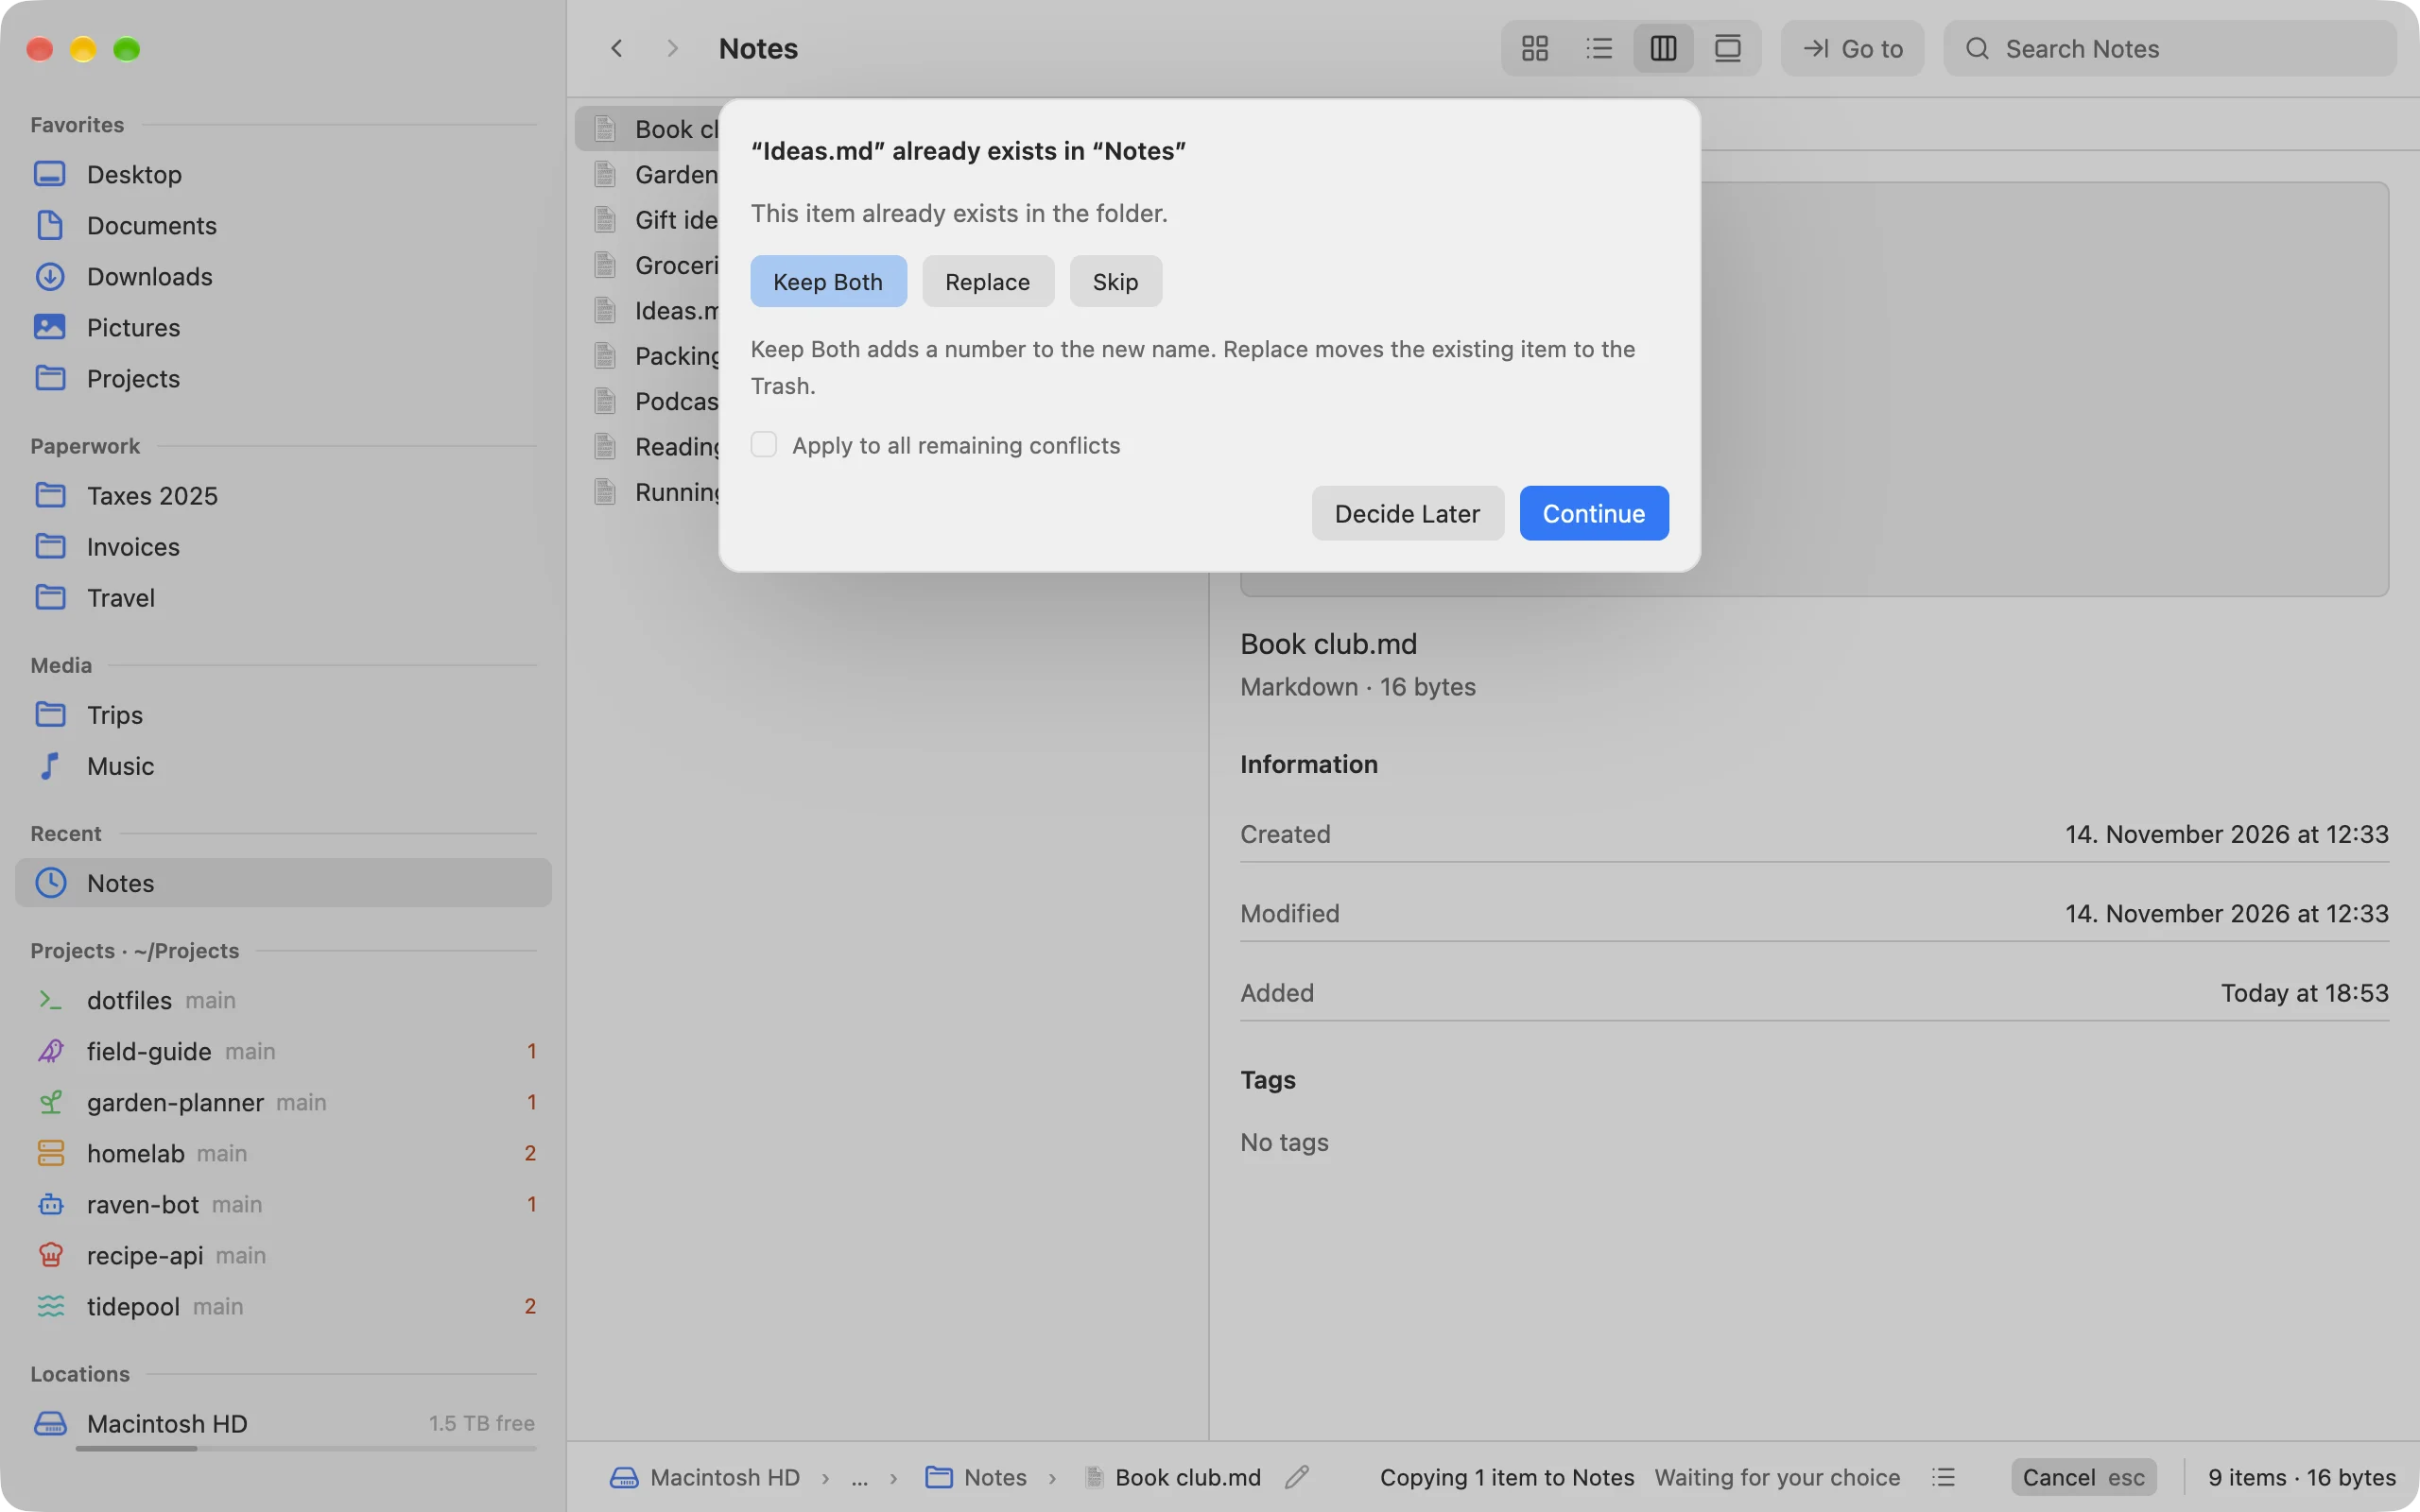 Favorites
Desktop
Documents
Downloads
Pictures
Projects
Paperwork
Taxes 2025
Invoices
Travel
Media
Trips
Music
Recent
Notes
Projects · ~/Projects
dotfiles main
field-guide main 1
garden-planner main 1
homelab main 2
raven-bot main 1
recipe-api main
tidepool main 2
Locations
Macintosh HD 1.5 TB free
Notes
Go to
Search Notes
Book cl
Garden
Gift ide
Groceri
Ideas.m
Packing
Podcas
Reading
Running
“Ideas.md” already exists in “Notes”
This item already exists in the folder.
Keep Both Replace Skip
Keep Both adds a number to the new name. Replace moves the existing item to the
Trash.
Apply to all remaining conflicts
Decide Later Continue
Book club.md
Markdown · 16 bytes
Information
Created 14. November 2026 at 12:33
Modified 14. November 2026 at 12:33
Added Today at 18:53
Tags
No tags
Macintosh HD › ... › Notes › Book club.md
Copying 1 item to Notes Waiting for your choice
Cancel esc
9 items · 16 bytes